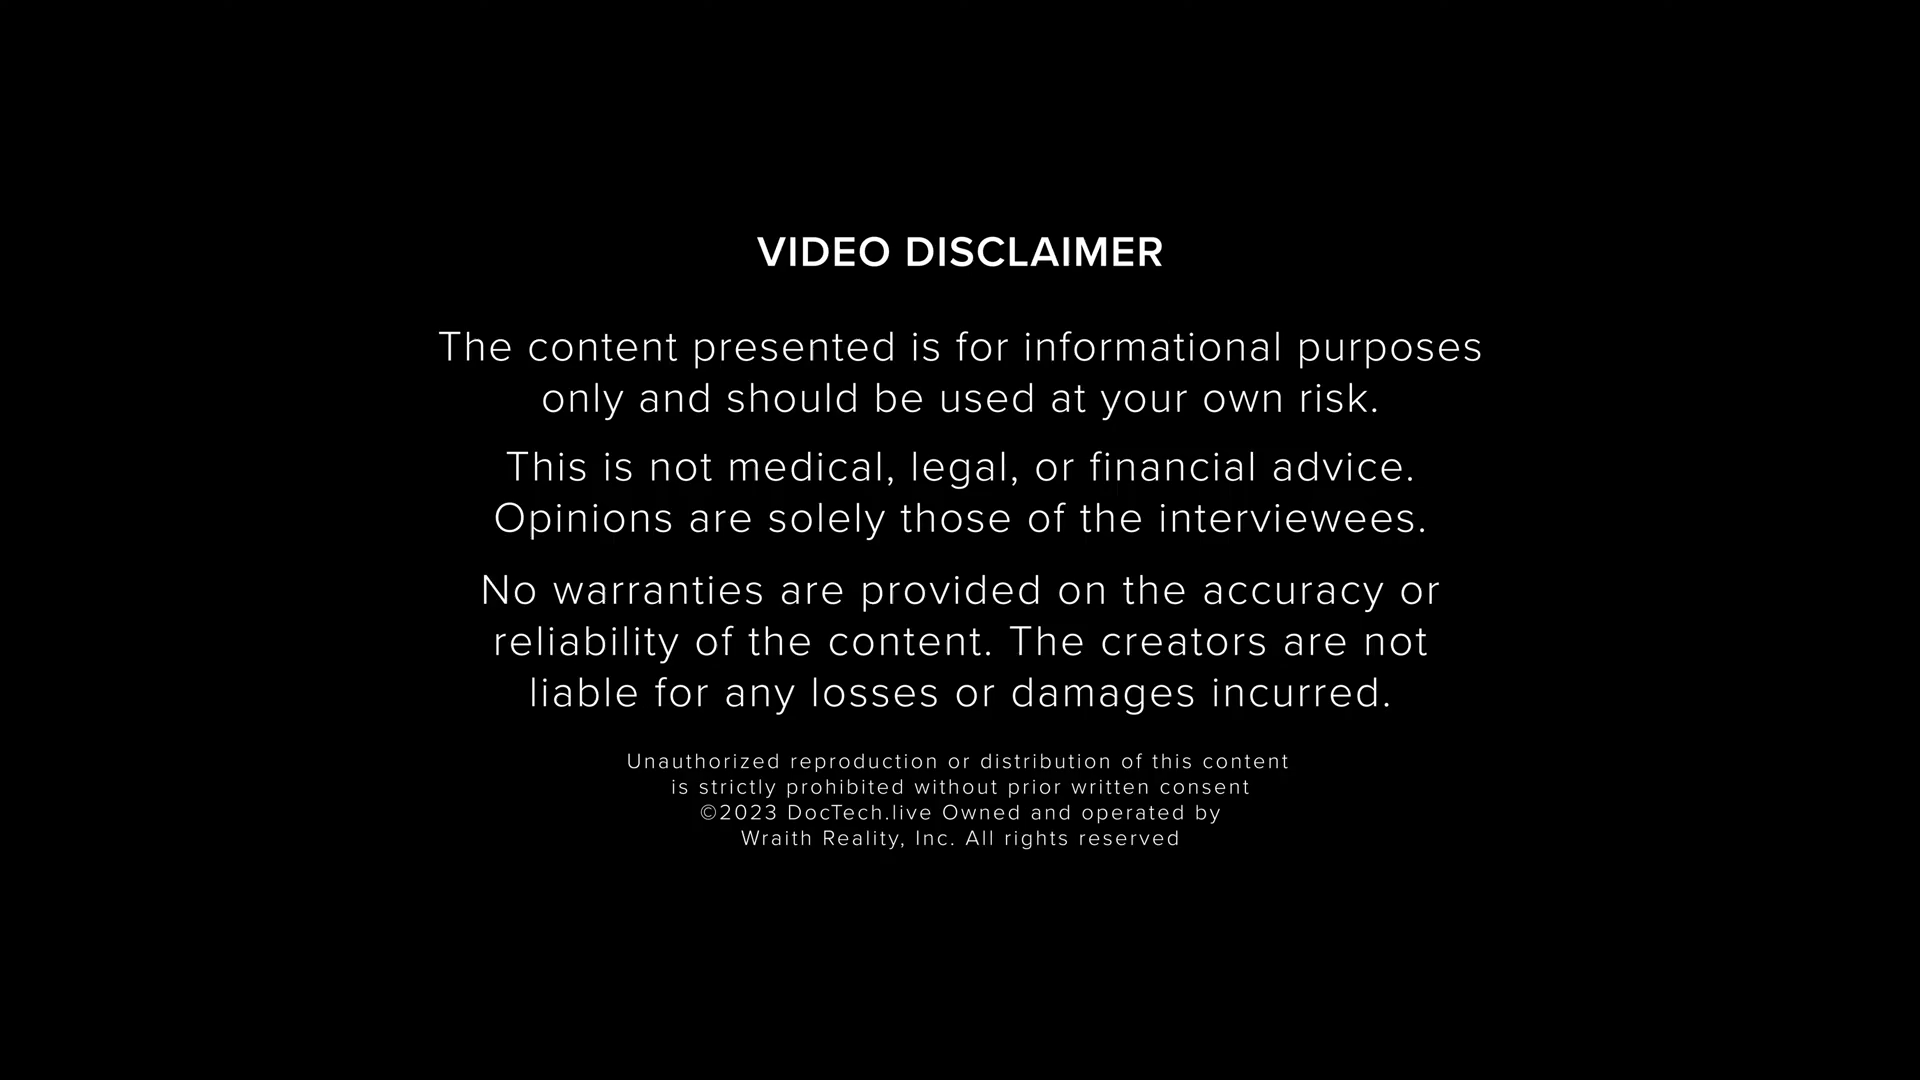 VIDEO DISCLAIMER
The content presented is for informational purposes
only and should be used at your own risk.
This is not medical, legal, or financial advice.
Opinions are solely those of the interviewees.
No warranties are provided on the accuracy or
reliability of the content. The creators are not
liable for any losses or damages incurred.
Unauthorized reproduction or distribution of this content
is strictly prohibited without prior written consent
©2023 DocTech.live Owned and operated by
Wraith Reality, Inc. All rights reserved